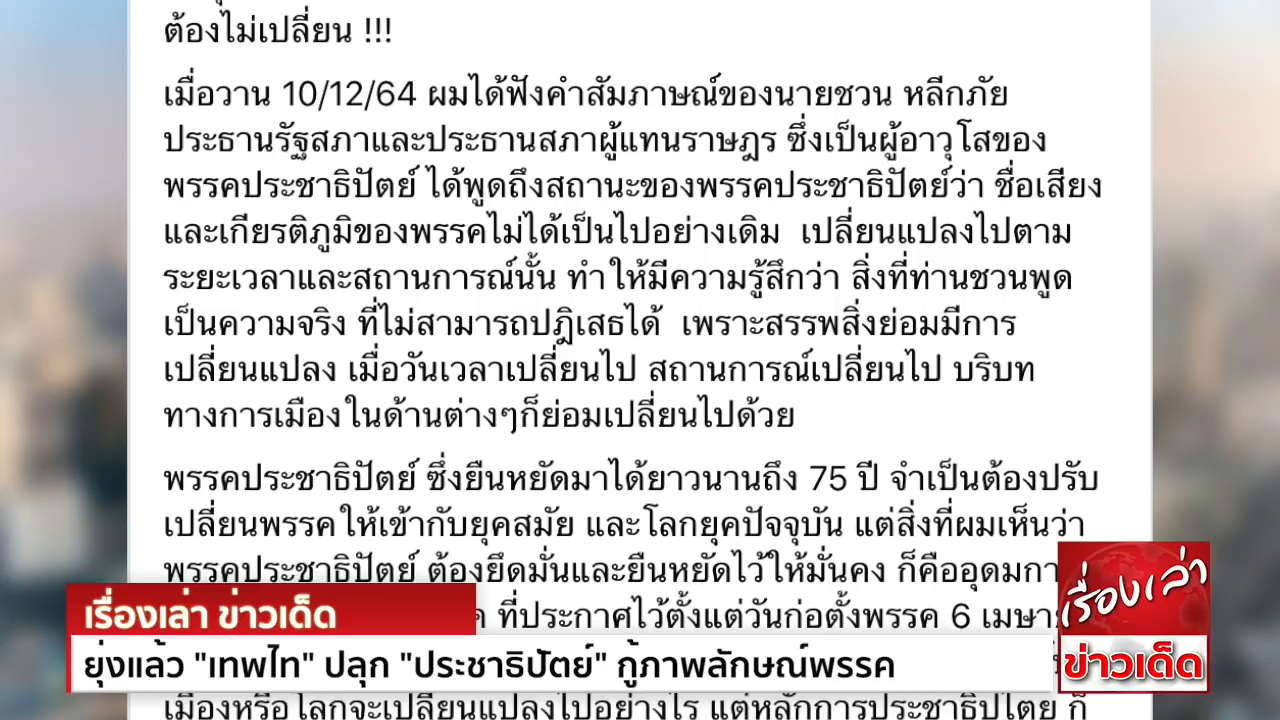 ต้องไม่เปลี่ยน !!!
เมื่อวาน 10/12/64 ผมได้ฟังคำสัมภาษณ์ของนายชวน หลีกภัย
ประธานรัฐสภาและประธานสภาผู้แทนราษฎร ซึ่งเป็นผู้อาวุโสของ
พรรคประชาธิปัตย์ ได้พูดถึงสถานะของพรรคประชาธิปัตย์ว่า ชื่อเสียง
และเกียรติภูมิของพรรคไม่ได้เป็นไปอย่างเดิม เปลี่ยนแปลงไปตาม
ระยะเวลาและสถานการณ์นั้น ทำให้มีความรู้สึกว่า สิ่งที่ท่านชวนพูด
เป็นความจริง ที่ไม่สามารถปฎิเสธได้ เพราะสรรพสิ่งย่อมมีการ
เปลี่ยนแปลง เมื่อวันเวลาเปลี่ยนไป สถานการณ์เปลี่ยนไป บริบท
ทางการเมืองในด้านต่างๆก็ย่อมเปลี่ยนไปด้วย
พรรคประชาธิปัตย์ ซึ่งยืนหยัดมาได้ยาวนานถึง 75 ปี จำเป็นต้องปรับ
เปลี่ยนพรรคให้เข้ากับยุคสมัย และโลกยุคปัจจุบัน แต่สิ่งที่ผมเห็นว่า
พรรคประชาธิปัตย์ ต้องยึดมั่นและยืนหยัดไว้ให้มั่นคง ก็คืออุดมกา
ค ที่ประกาศไว้ตั้งแต่วันก่อตั้งพรรค 6 เมษาย
เมืองหรือโลกจะเปลี่ยนแปลงไปอย่างไร แต่หลักการประชาธิปไตย ก็
เรื่องเล่า ข่าวเด็ด
ยุ่งแล้ว "เทพไท" ปลุก "ประชาธิปัตย์" กู้ภาพลักษณ์พรรค
เรื่องเล่า
ข่าวเด็ด